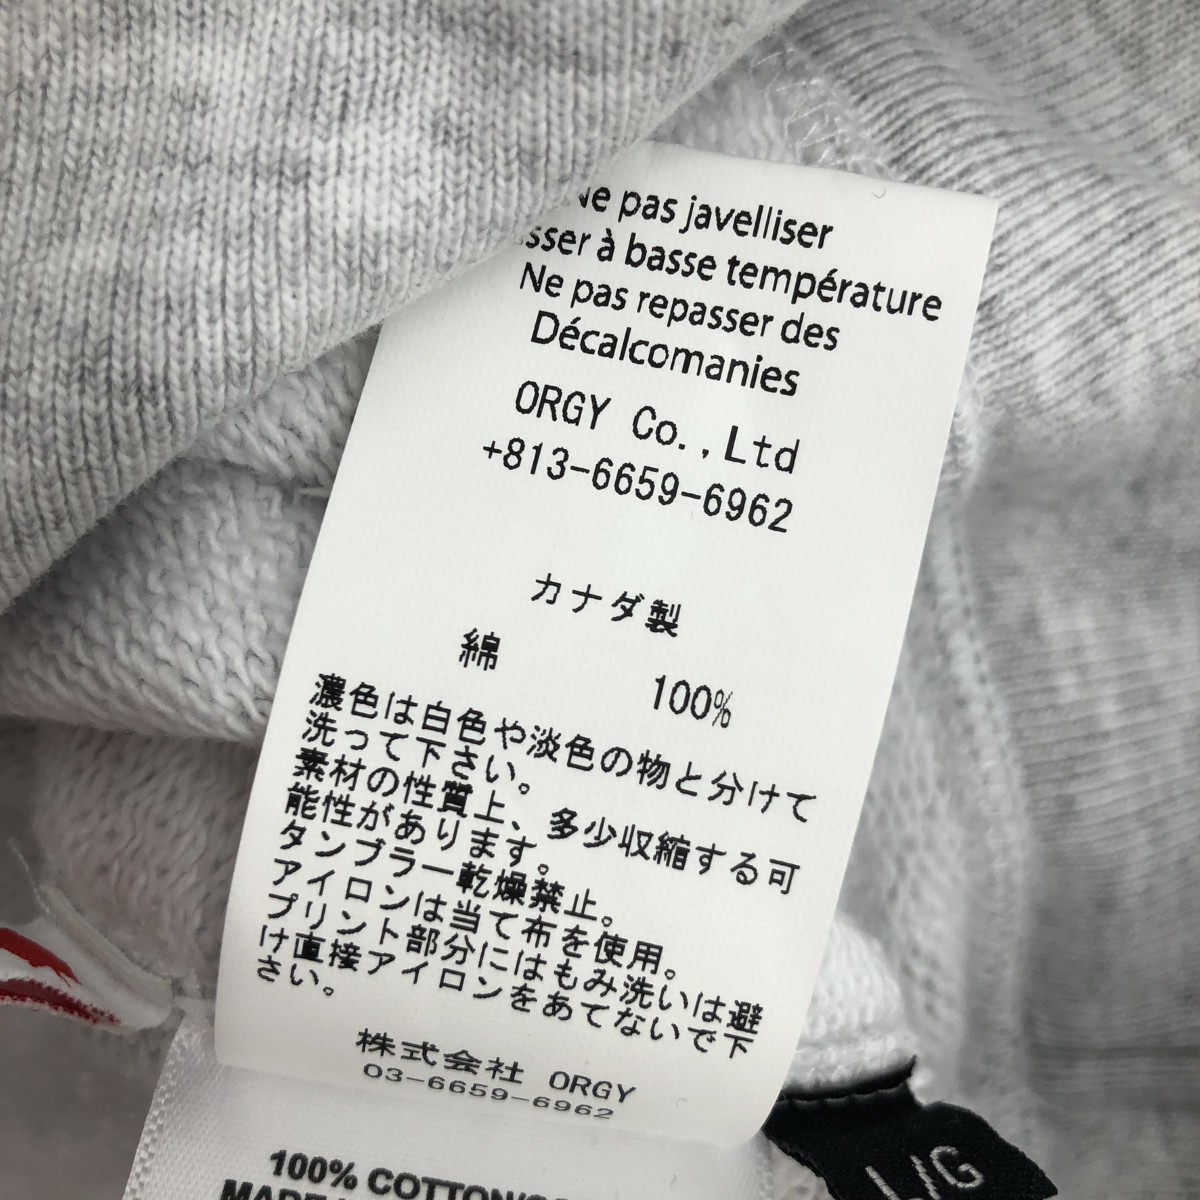 Ne pas javelliser
à basse température
Ne pas repasser des
Décalcomanies
ORGY Co.,Ltd
+813-6659-6962
カナダ製
綿 100%
濃色は白色や淡色の物と分けて
洗って下さい。
素材の性質上、多少収縮する可
能性があります。
タンブラー乾燥禁止。
アイロンは当て布を使用。
プリント部分にはもみ洗いは避
け直接アイロンをあてないで下
さい。
株式会社 ORGY
03-6659-6962
100% COTTON
MADE
L/G